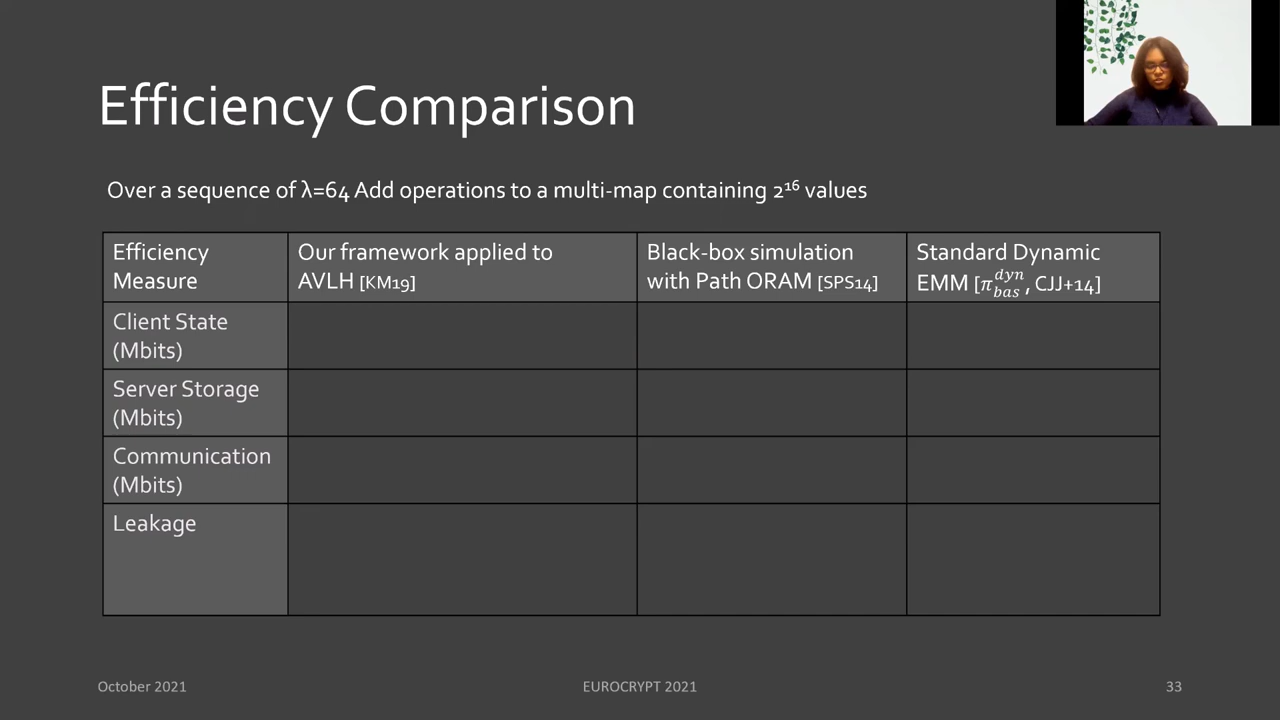 Efficiency Comparison
Over a sequence of λ=64 Add operations to a multi-map containing 2¹⁶ values
Efficiency
Measure
Our framework applied to
AVLH [KM19]
Black-box simulation
with Path ORAM [SPS14]
Standard Dynamic
EMM [π_bas^dyn, CJJ+14]
Client State
(Mbits)
Server Storage
(Mbits)
Communication
(Mbits)
Leakage
October 2021
EUROCRYPT 2021
33